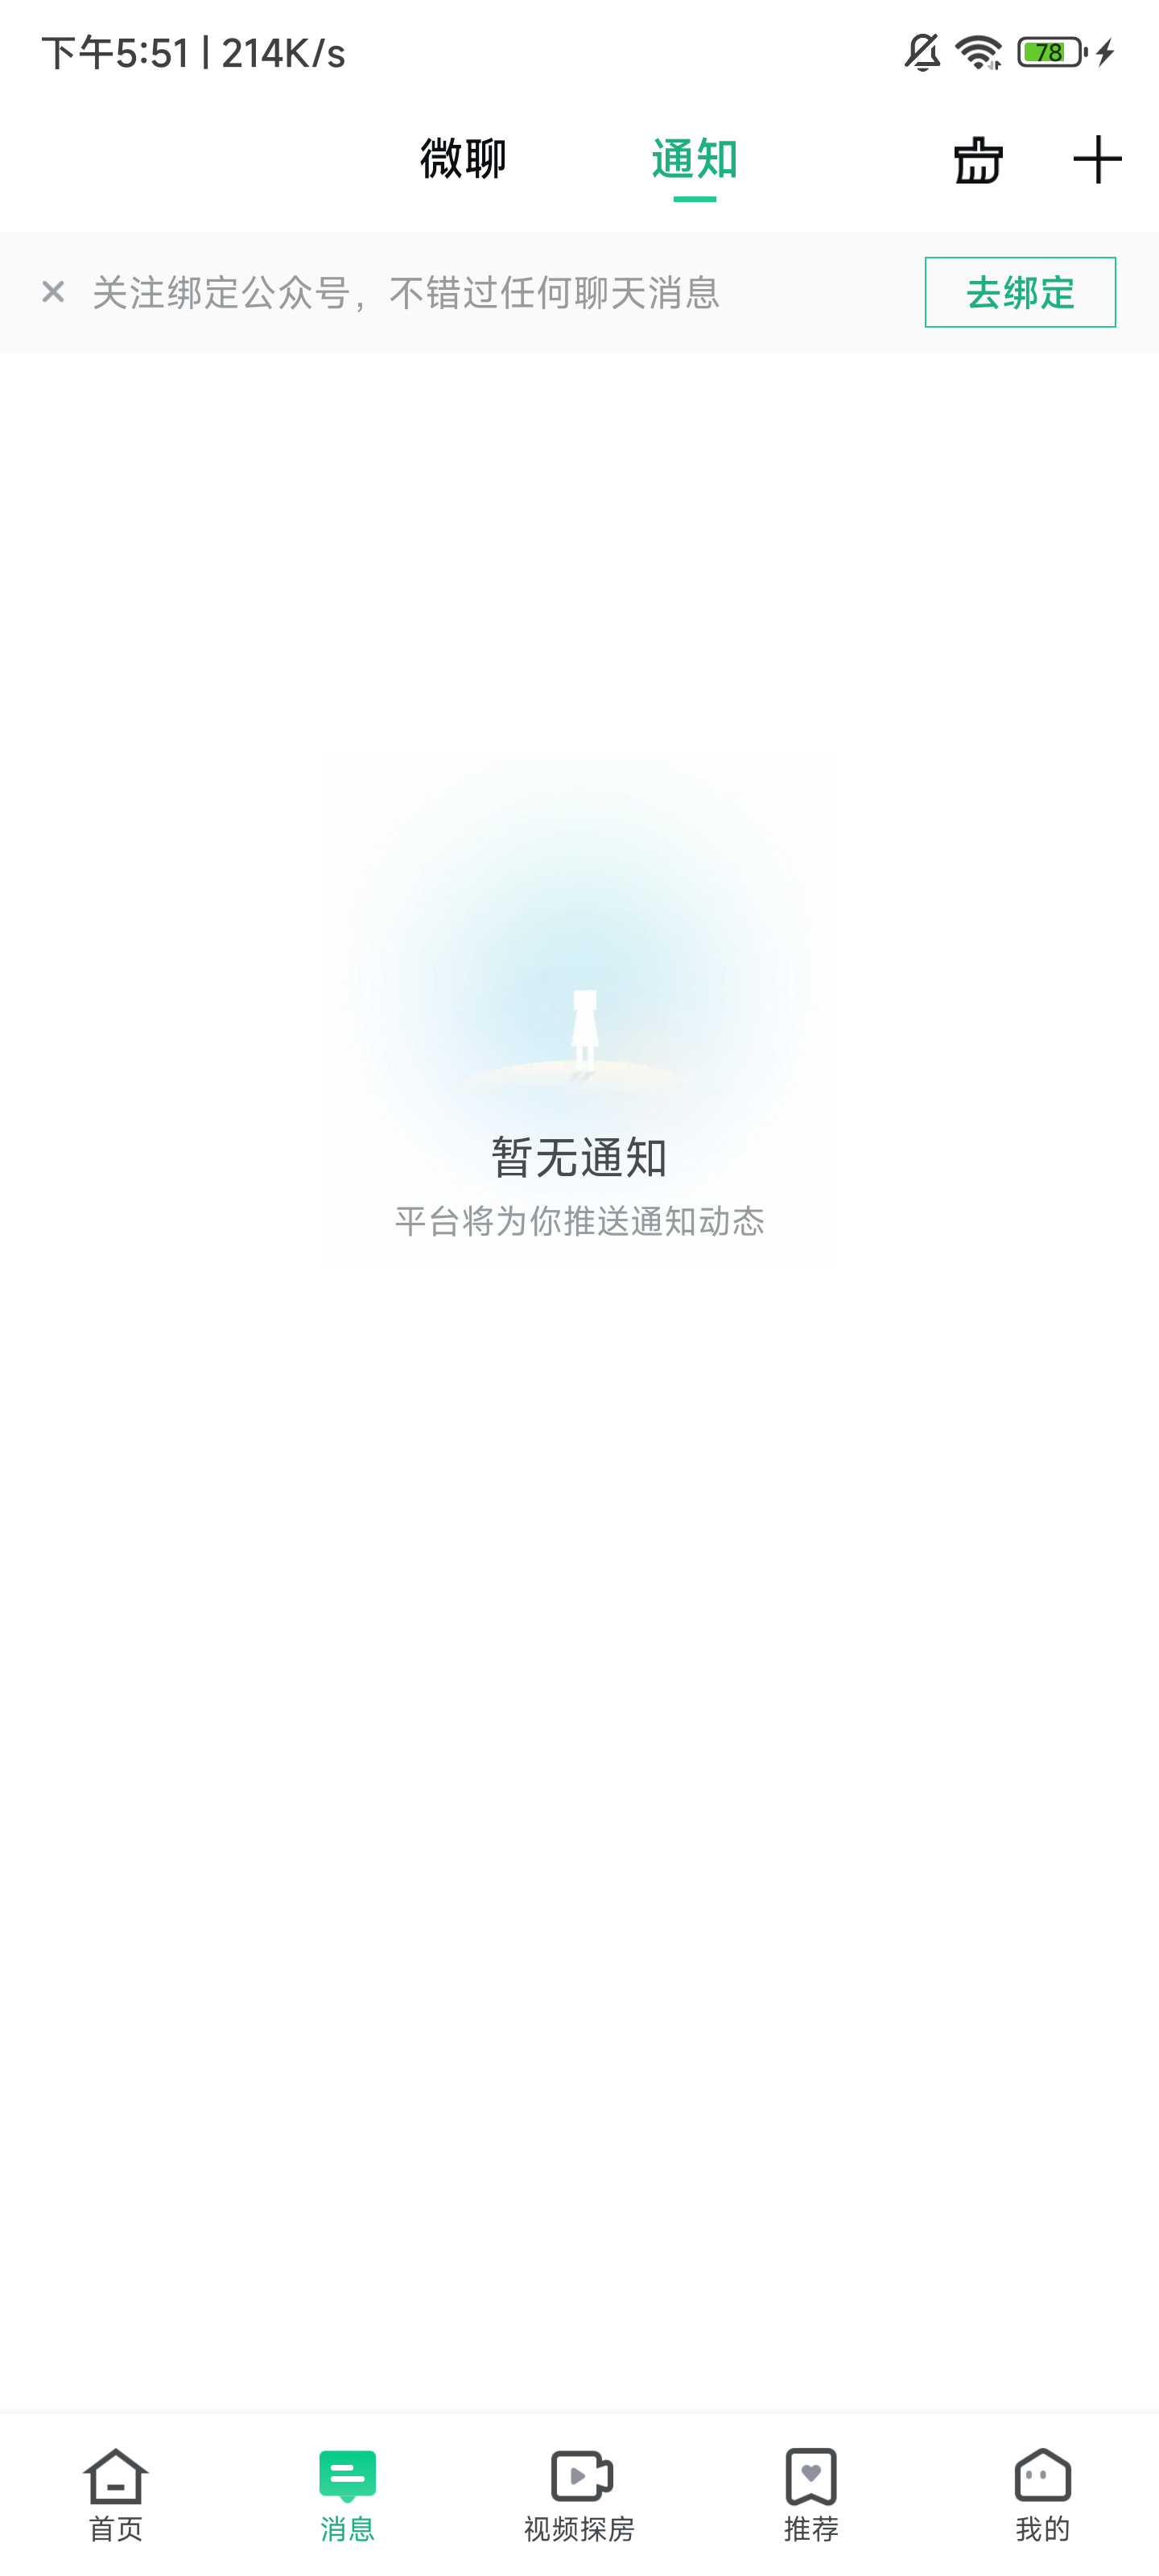 下午5:51 | 214K/s
78
微聊
通知
关注绑定公众号，不错过任何聊天消息
去绑定
暂无通知
平台将为你推送通知动态
首页
消息
视频探房
推荐
我的